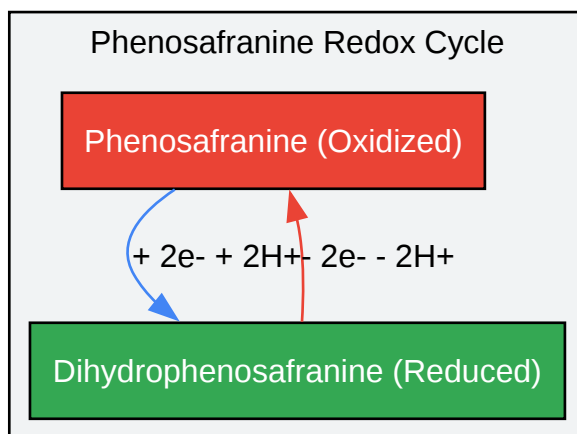 Phenosafranine Redox Cycle
Phenosafranine (Oxidized)
+ 2e- + 2H+
- 2e- - 2H+
Dihydrophenosafranine (Reduced)